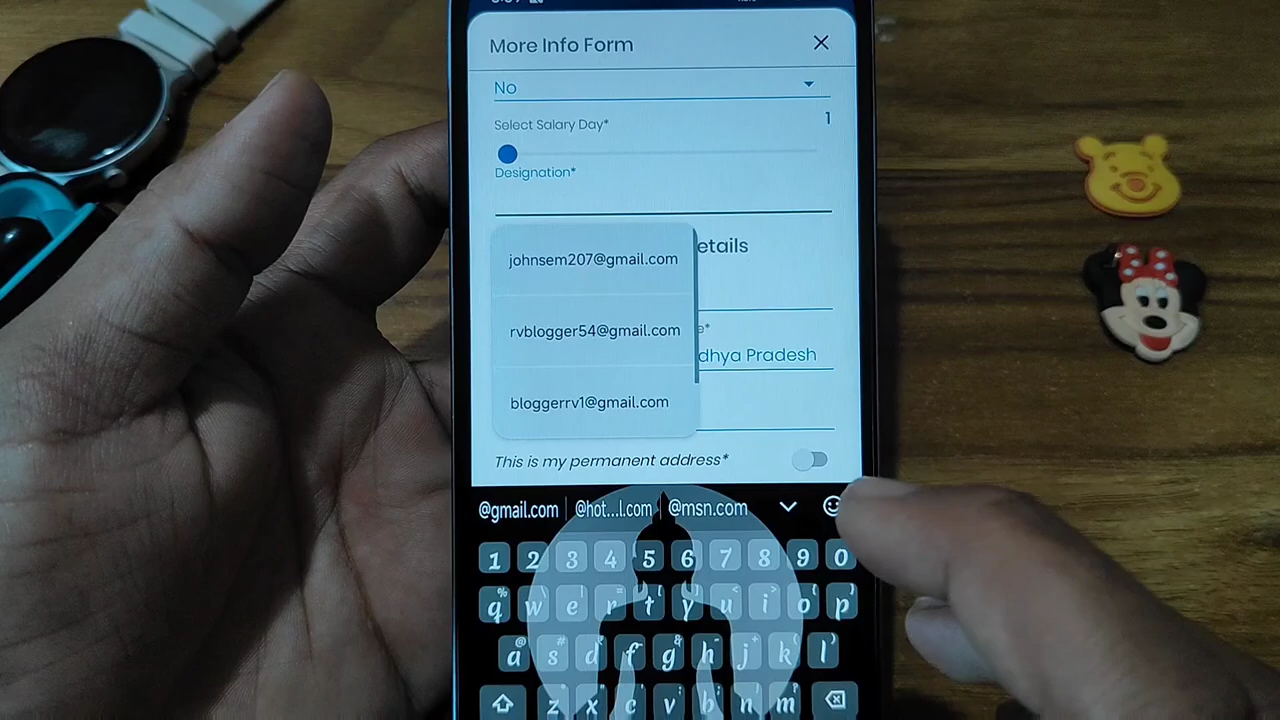 More Info Form
No
Select Salary Day*
1
Designation*
etails
johnsem207@gmail.com
rvblogger54@gmail.com
e*
dhya Pradesh
bloggerrv1@gmail.com
This is my permanent address*
@gmail.com @hot...l.com @msn.com
1 2 3 4 5 6 7 8 9 0
q w e r t y u i o p
a s d f g h j k l
z x c v b n m